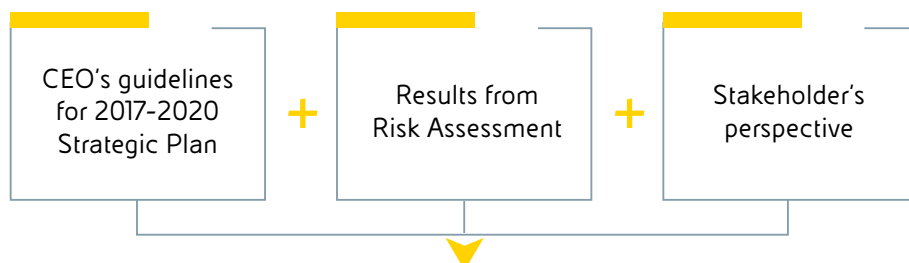 CEO's guidelines
for 2017-2020
Strategic Plan
+
Results from
Risk Assessment
+
Stakeholder's
perspective